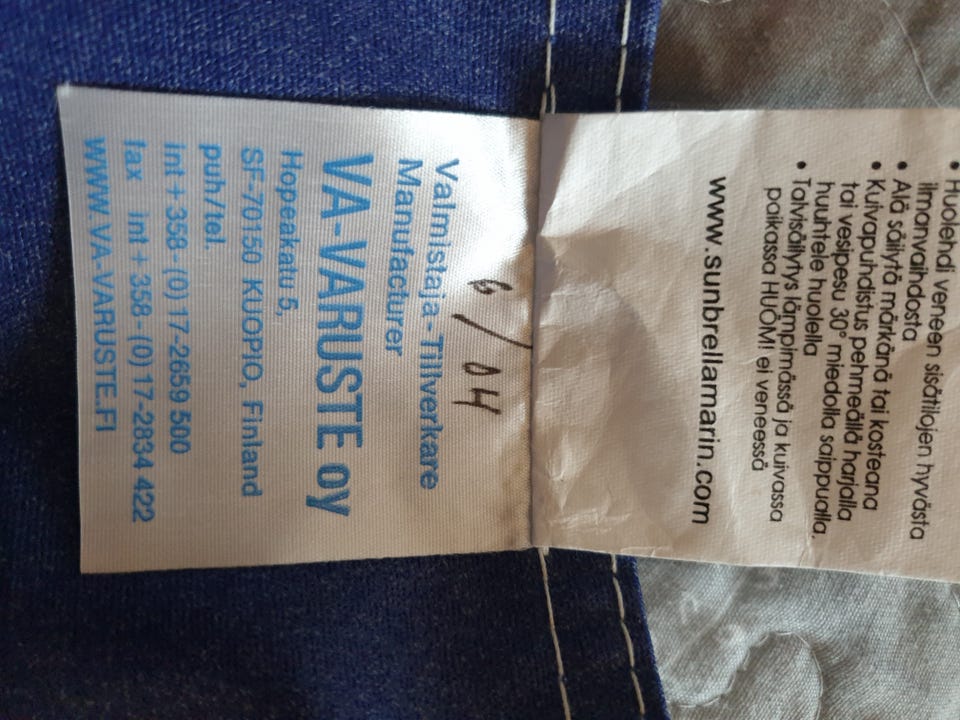 • Huolehdi veneen sisätilojen hyvästä
ilmanvaihdosta
• Älä säilytä märkänä tai kosteana
• Kuivapuhdistus pehmeällä harjalla
tai vesipesu 30° miedolla saippualla,
huuhtele huolella
• Talvisäilytys lämpimässä ja kuivassa
paikassa HUOM! ei veneessä
www.sunbrellamarin.com
6/04
Valmistaja-Tillverkare
Manufacturer
VA-VARUSTE oy
Hopeakatu 5,
SF-70150 KUOPIO, Finland
puh/tel.
int +358 (0) 17-2659 500
fax int + 358-(0) 17-2834 422
WWW.VA-VARUSTE.FI